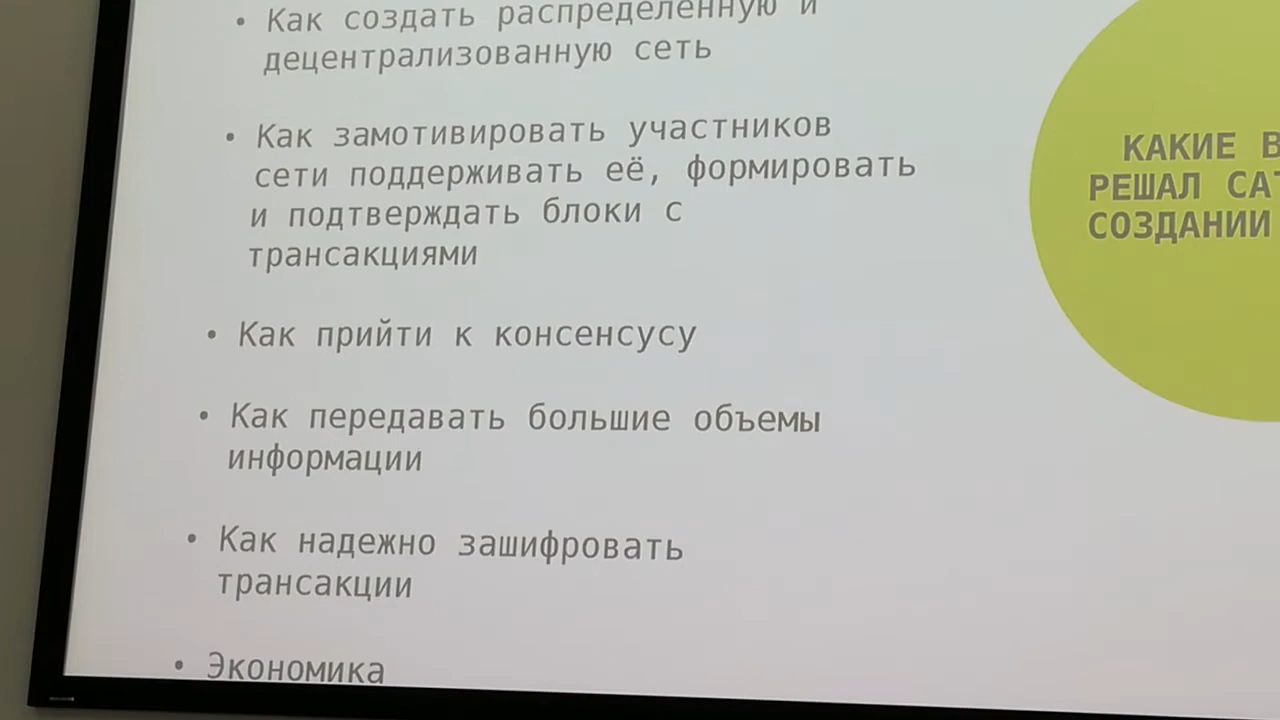 • Как создать распределенную и
децентрализованную сеть
• Как замотивировать участников
сети поддерживать её, формировать
и подтверждать блоки с
трансакциями
• Как прийти к консенсусу
• Как передавать большие объемы
информации
• Как надежно зашифровать
трансакции
• Экономика
КАКИЕ
РЕШАЛ
СОЗДАНИИ